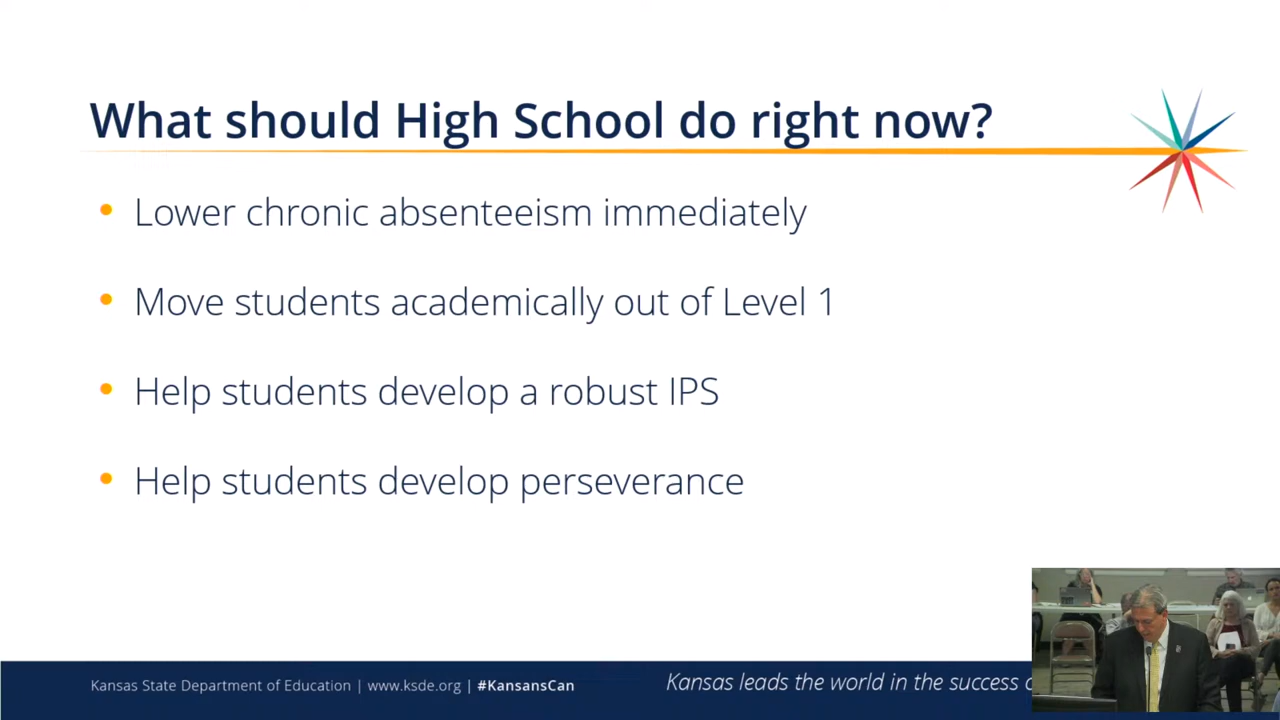 What should High School do right now?
• Lower chronic absenteeism immediately
• Move students academically out of Level 1
• Help students develop a robust IPS
• Help students develop perseverance
Kansas State Department of Education | www.ksde.org | #KansansCan
Kansas leads the world in the success